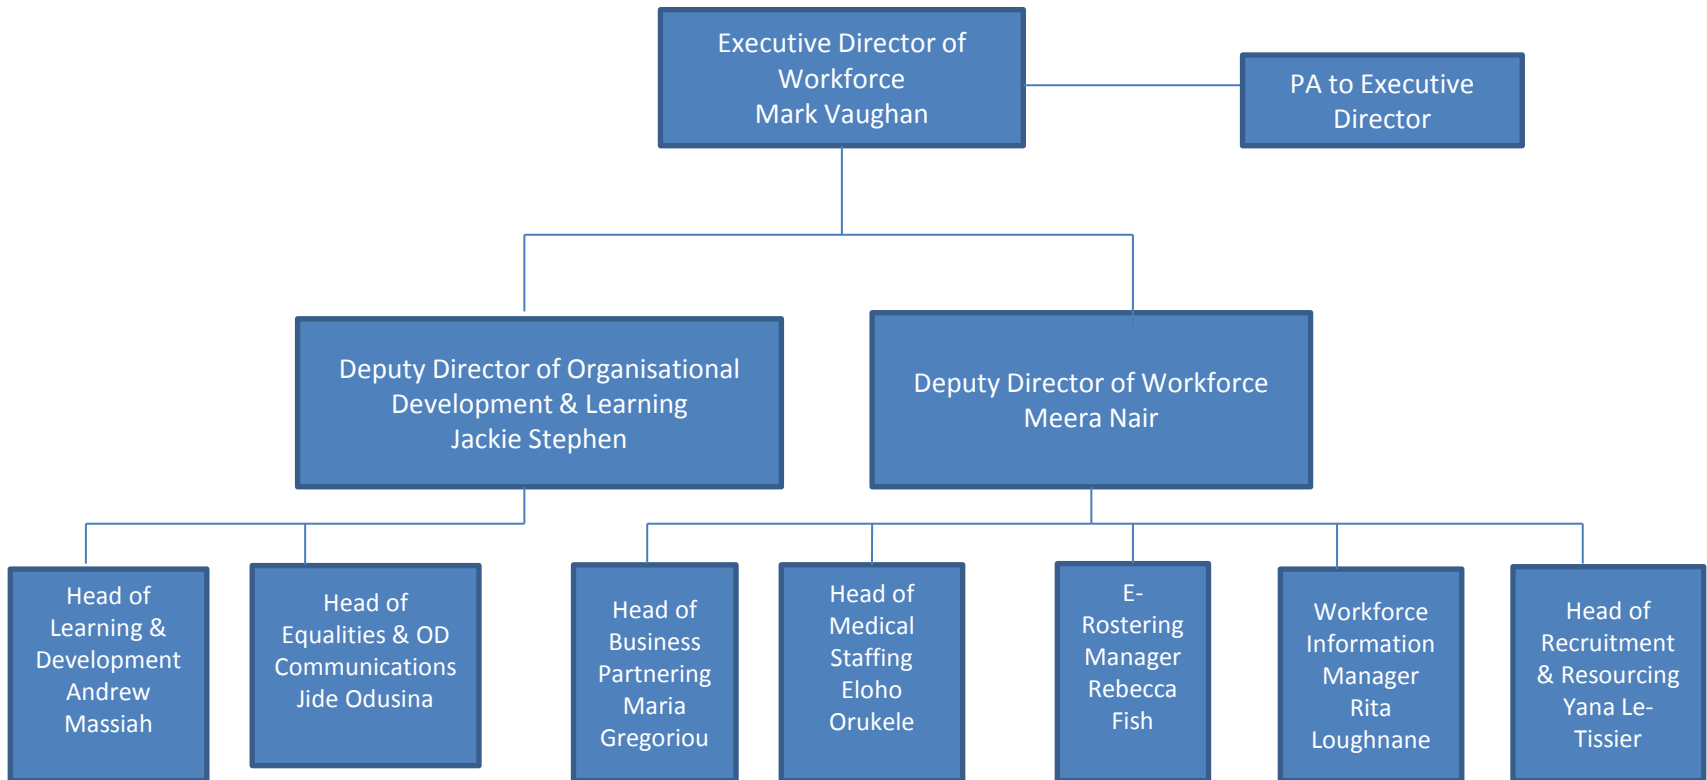 Executive Director of
Workforce
Mark Vaughan
PA to Executive
Director
Deputy Director of Organisational
Development & Learning
Jackie Stephen
Deputy Director of Workforce
Meera Nair
Head of
Learning &
Development
Andrew
Massiah
Head of
Equalities & OD
Communications
Jide Odusina
Head of
Business
Partnering
Maria
Gregoriou
Head of
Medical
Staffing
Eloho
Orukele
E-
Rostering
Manager
Rebecca
Fish
Workforce
Information
Manager
Rita
Loughnane
Head of
Recruitment
& Resourcing
Yana Le-
Tissier